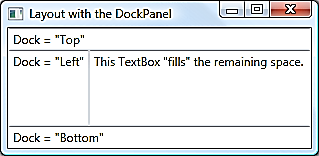 Layout with the DockPanel
Dock = "Top"
Dock = "Left"
This TextBox "fills" the remaining space.
Dock = "Bottom"